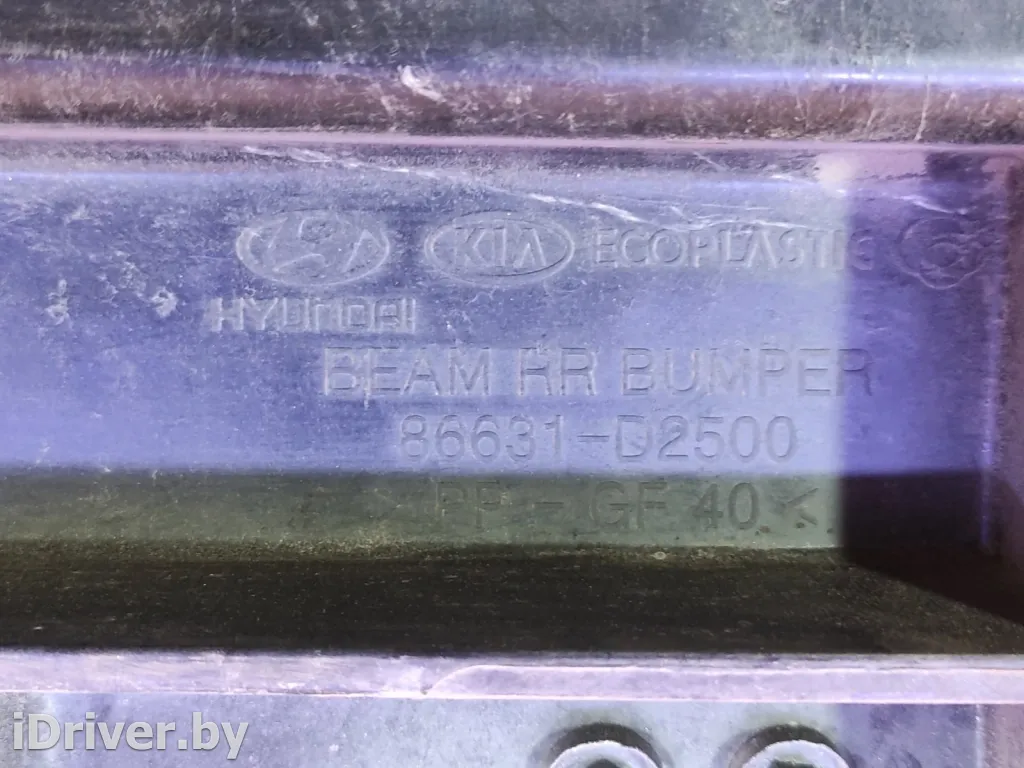 KIA ECOPLASTIC
HYUNDAI
BEAM RR BUMPER
86631-D2500
> PP - GF 40 <
iDriver.by